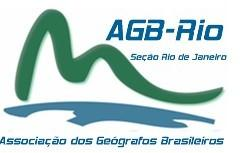 AGB-Rio
Seção Rio de Janeiro
Associação dos Geógrafos Brasileiros